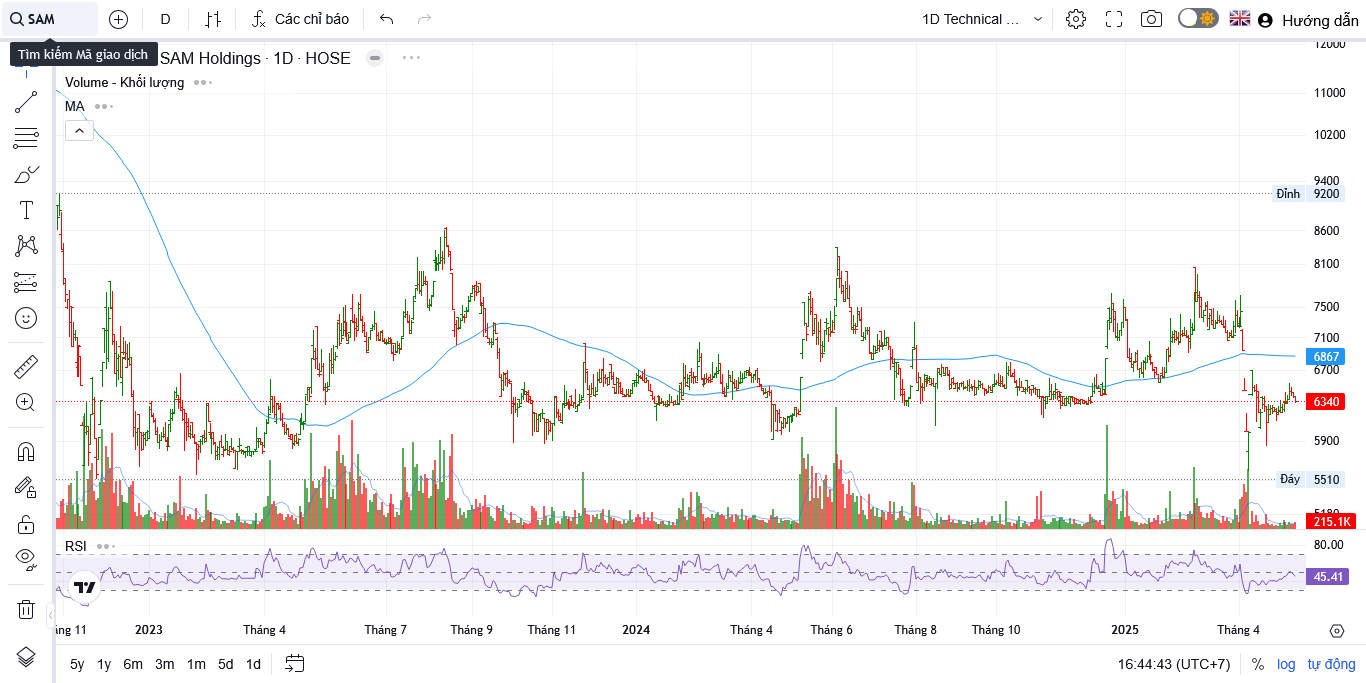 SAM
D
Các chỉ báo
1D Technical ...
Hướng dẫn
Tìm kiếm Mã giao dịch
SAM Holdings · 1D · HOSE
Volume - Khối lượng
MA
12000
11000
10200
9400
Đỉnh 9200
8600
8100
7500
7100
6867
6700
6340
5900
Đáy 5510
5480
215.1K
RSI
80.00
45.41
ng 11 2023 Tháng 4 Tháng 7 Tháng 9 Tháng 11 2024 Tháng 4 Tháng 6 Tháng 8 Tháng 10 2025 Tháng 4
5y 1y 6m 3m 1m 5d 1d 16:44:43 (UTC+7) % log tự động